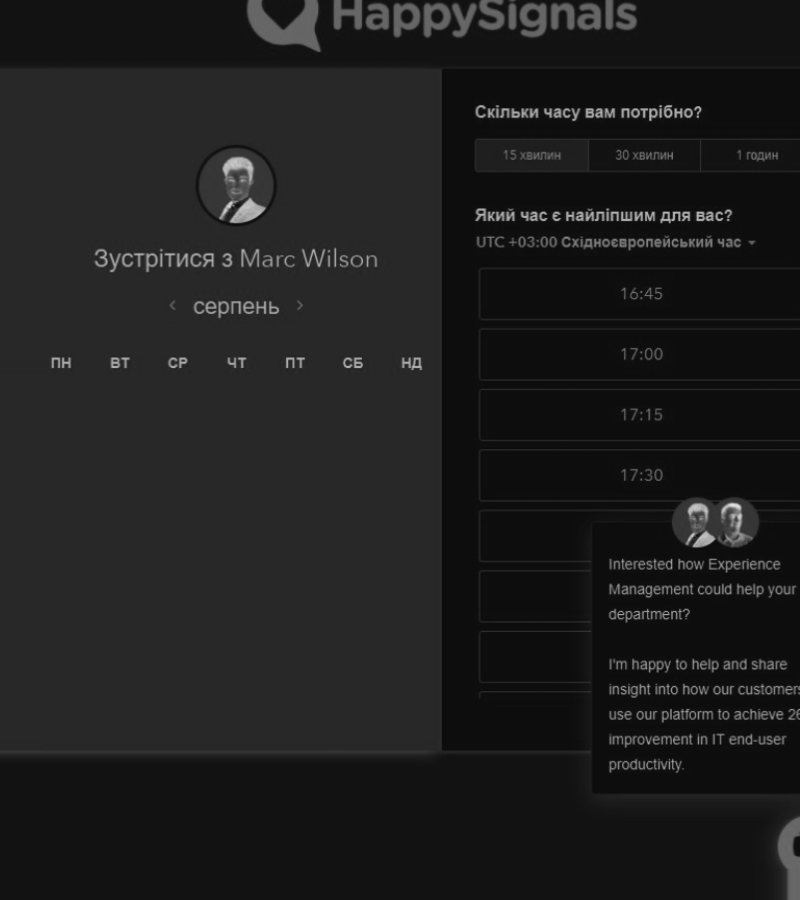 HappySignals
Зустрітися з Marc Wilson
серпень
ПН ВТ СР ЧТ ПТ СБ НД
Скільки часу вам потрібно?
15 хвилин 30 хвилин 1 годин
Який час є найліпшим для вас?
UTC +03:00 Східноєвропейський час
16:45
17:00
17:15
17:30
Interested how Experience
Management could help your
department?
I'm happy to help and share
insight into how our customers
use our platform to achieve 26
improvement in IT end-user
productivity.